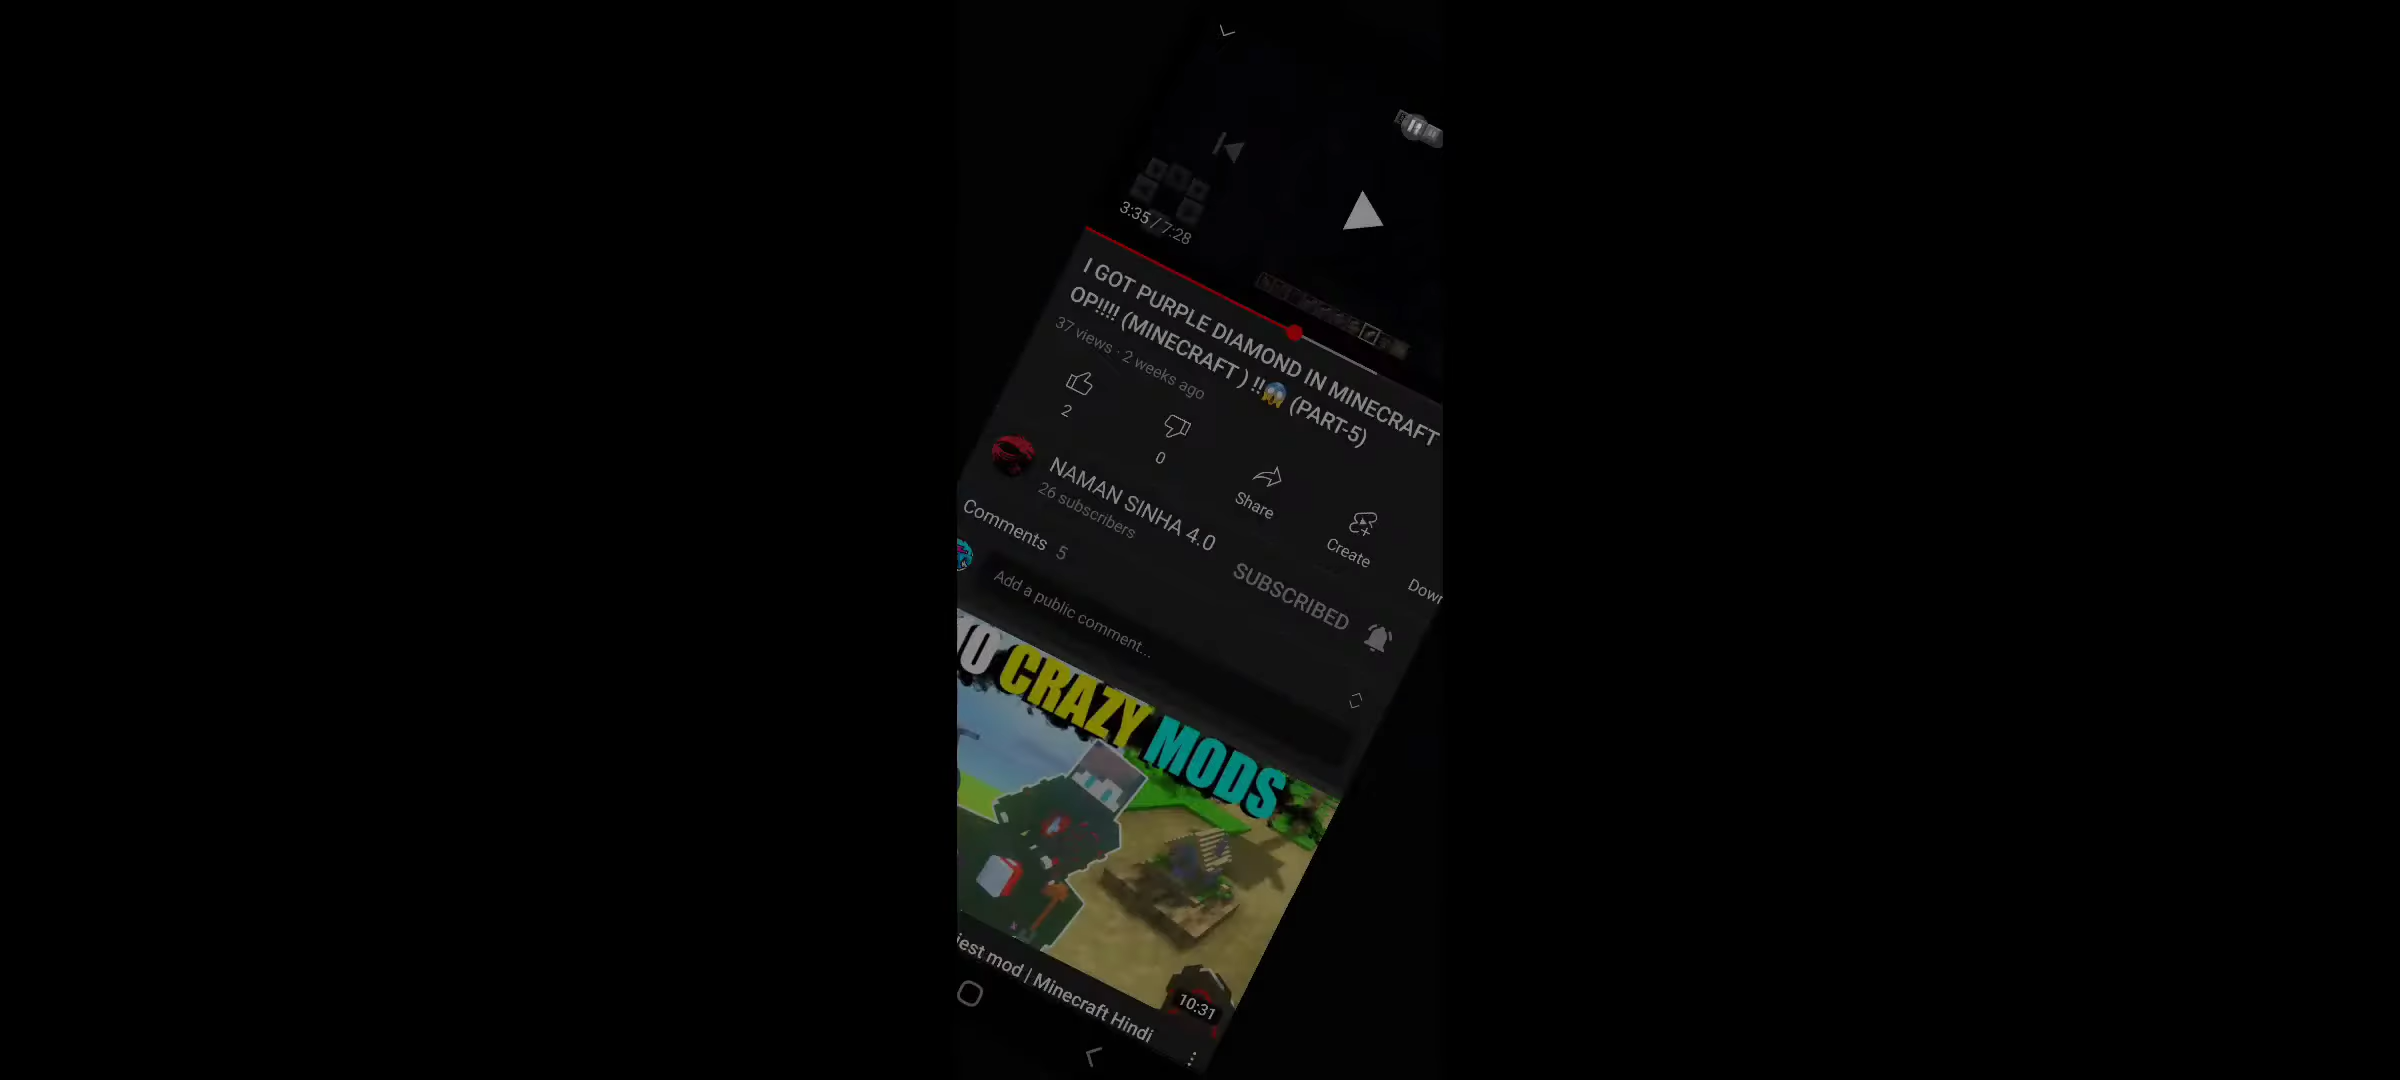 3:35 / 7:28
I GOT PURPLE DIAMOND IN MINECRAFT
OP!!!! (MINECRAFT ) !!😱 (PART-5)
37 views · 2 weeks ago
2
0
Share
Create
NAMAN SINHA 4.0
26 subscribers
SUBSCRIBED
Comments 5
Add a public comment...
CRAZY MODS
10:31
mod | Minecraft Hindi